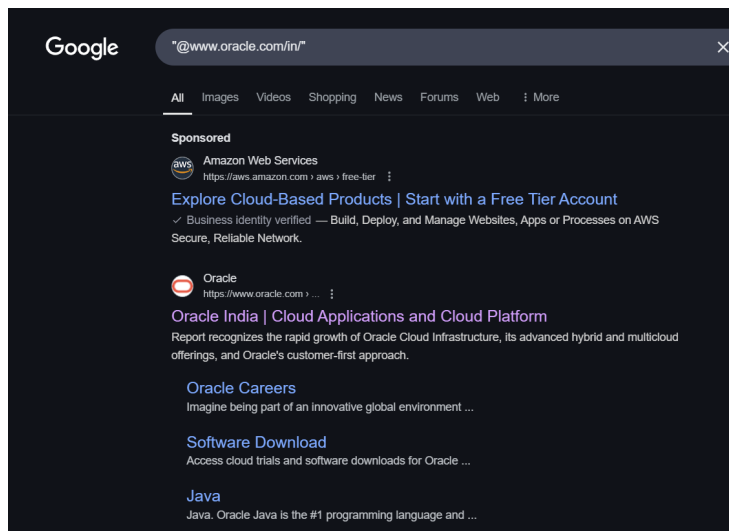 Google
"@www.oracle.com/in/"
All Images Videos Shopping News Forums Web More
Sponsored
aws
Amazon Web Services
https://aws.amazon.com › aws › free-tier
Explore Cloud-Based Products | Start with a Free Tier Account
Business identity verified — Build, Deploy, and Manage Websites, Apps or Processes on AWS
Secure, Reliable Network.
Oracle
https://www.oracle.com › ...
Oracle India | Cloud Applications and Cloud Platform
Report recognizes the rapid growth of Oracle Cloud Infrastructure, its advanced hybrid and multicloud
offerings, and Oracle's customer-first approach.
Oracle Careers
Imagine being part of an innovative global environment ...
Software Download
Access cloud trials and software downloads for Oracle ...
Java
Java. Oracle Java is the #1 programming language and ...